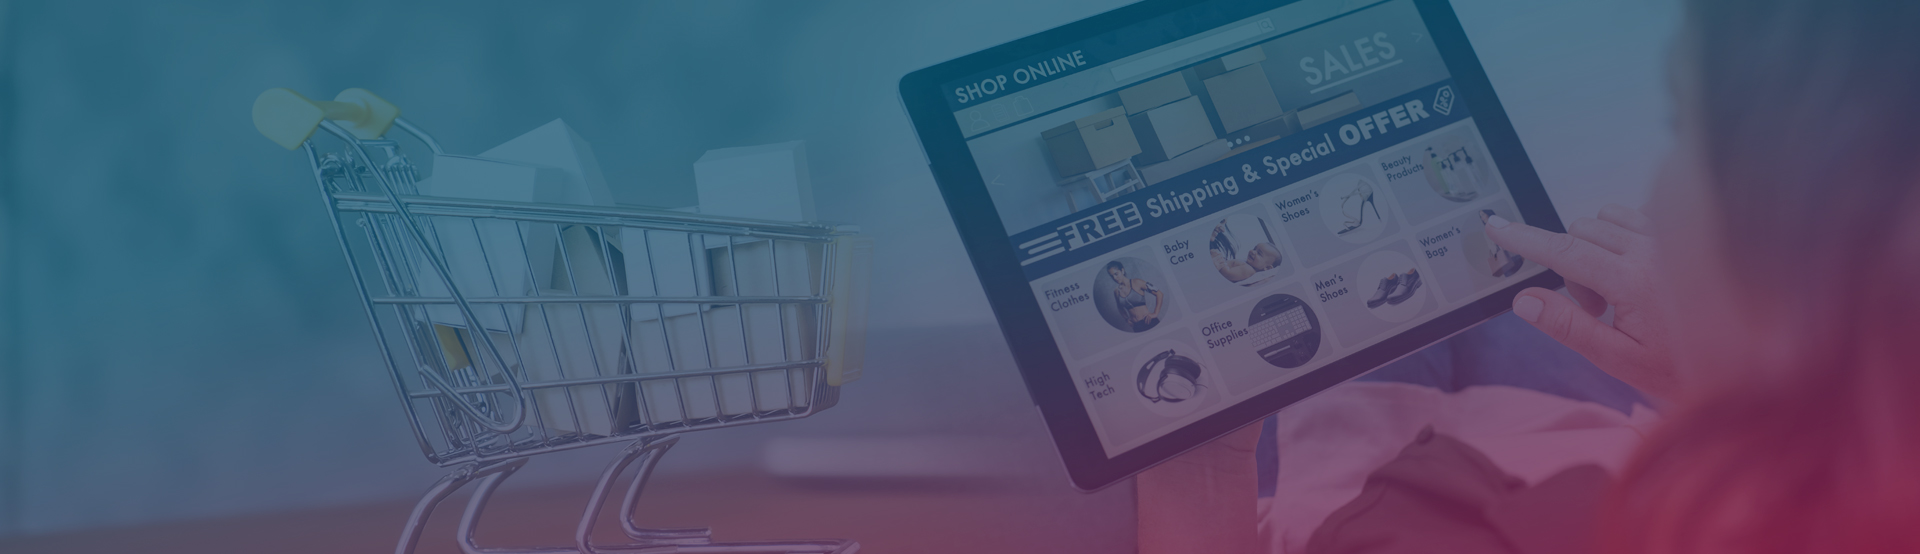 SHOP ONLINE
SALES
FREE Shipping & Special OFFER
Fitness
Clothes
Baby
Care
Women's
Shoes
Beauty
Products
High
Tech
Office
Supplies
Men's
Shoes
Women's
Bags